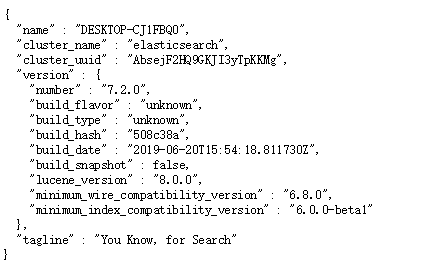 {
"name" : "DESKTOP-CJ1FBQO",
"cluster_name" : "elasticsearch",
"cluster_uuid" : "AbsejF2HQ9GKJI3yTpKKMg",
"version" : {
"number" : "7.2.0",
"build_flavor" : "unknown",
"build_type" : "unknown",
"build_hash" : "508c38a",
"build_date" : "2019-06-20T15:54:18.811730Z",
"build_snapshot" : false,
"lucene_version" : "8.0.0",
"minimum_wire_compatibility_version" : "6.8.0",
"minimum_index_compatibility_version" : "6.0.0-beta1"
},
"tagline" : "You Know, for Search"
}